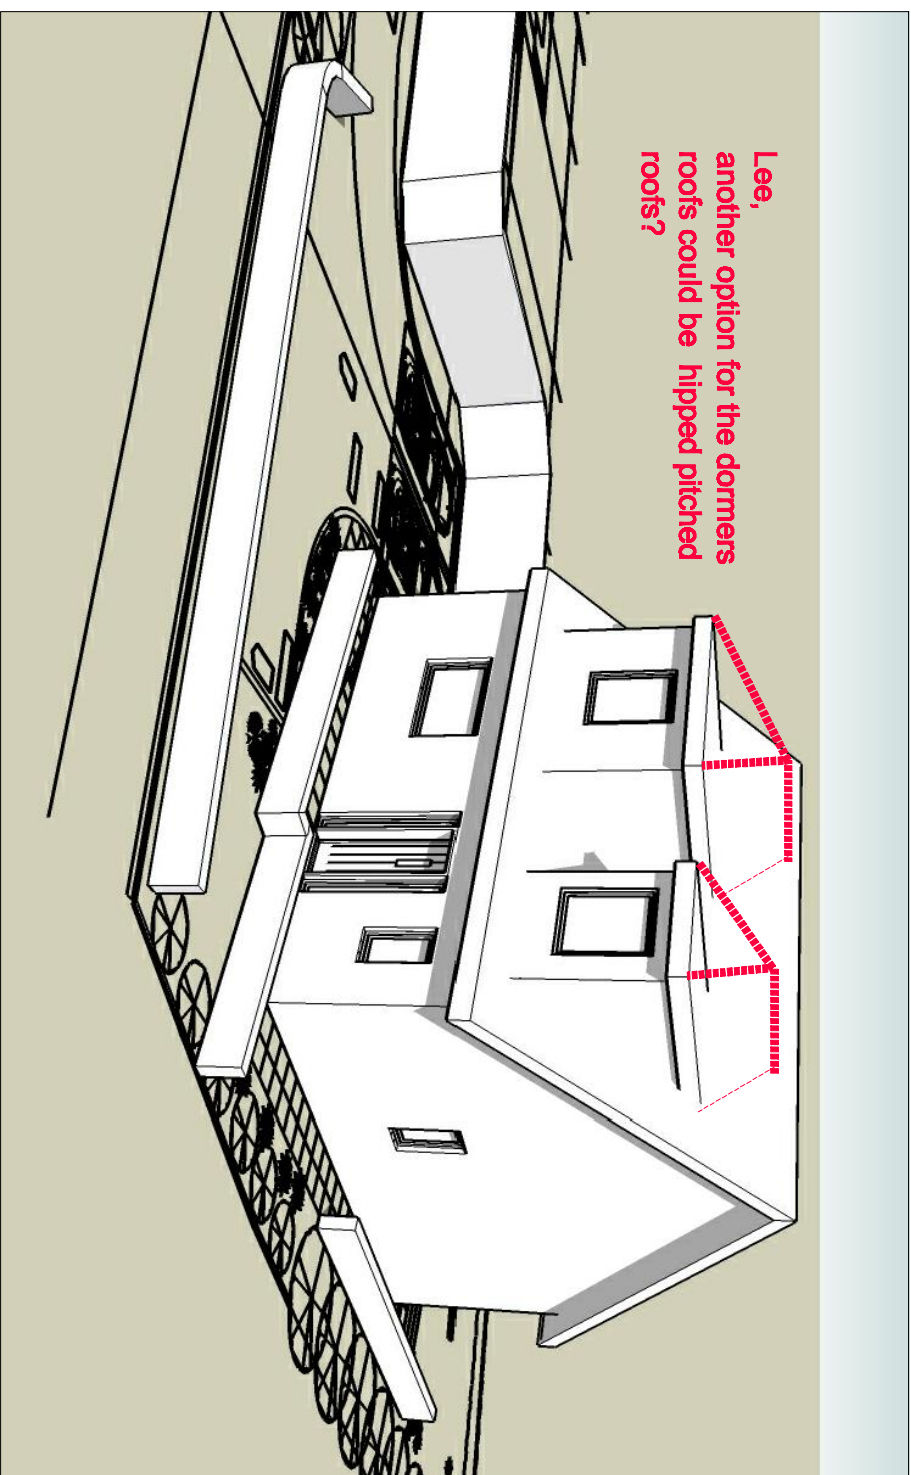 Lee,
another option for the dormers
roofs could be hipped pitched
roofs?